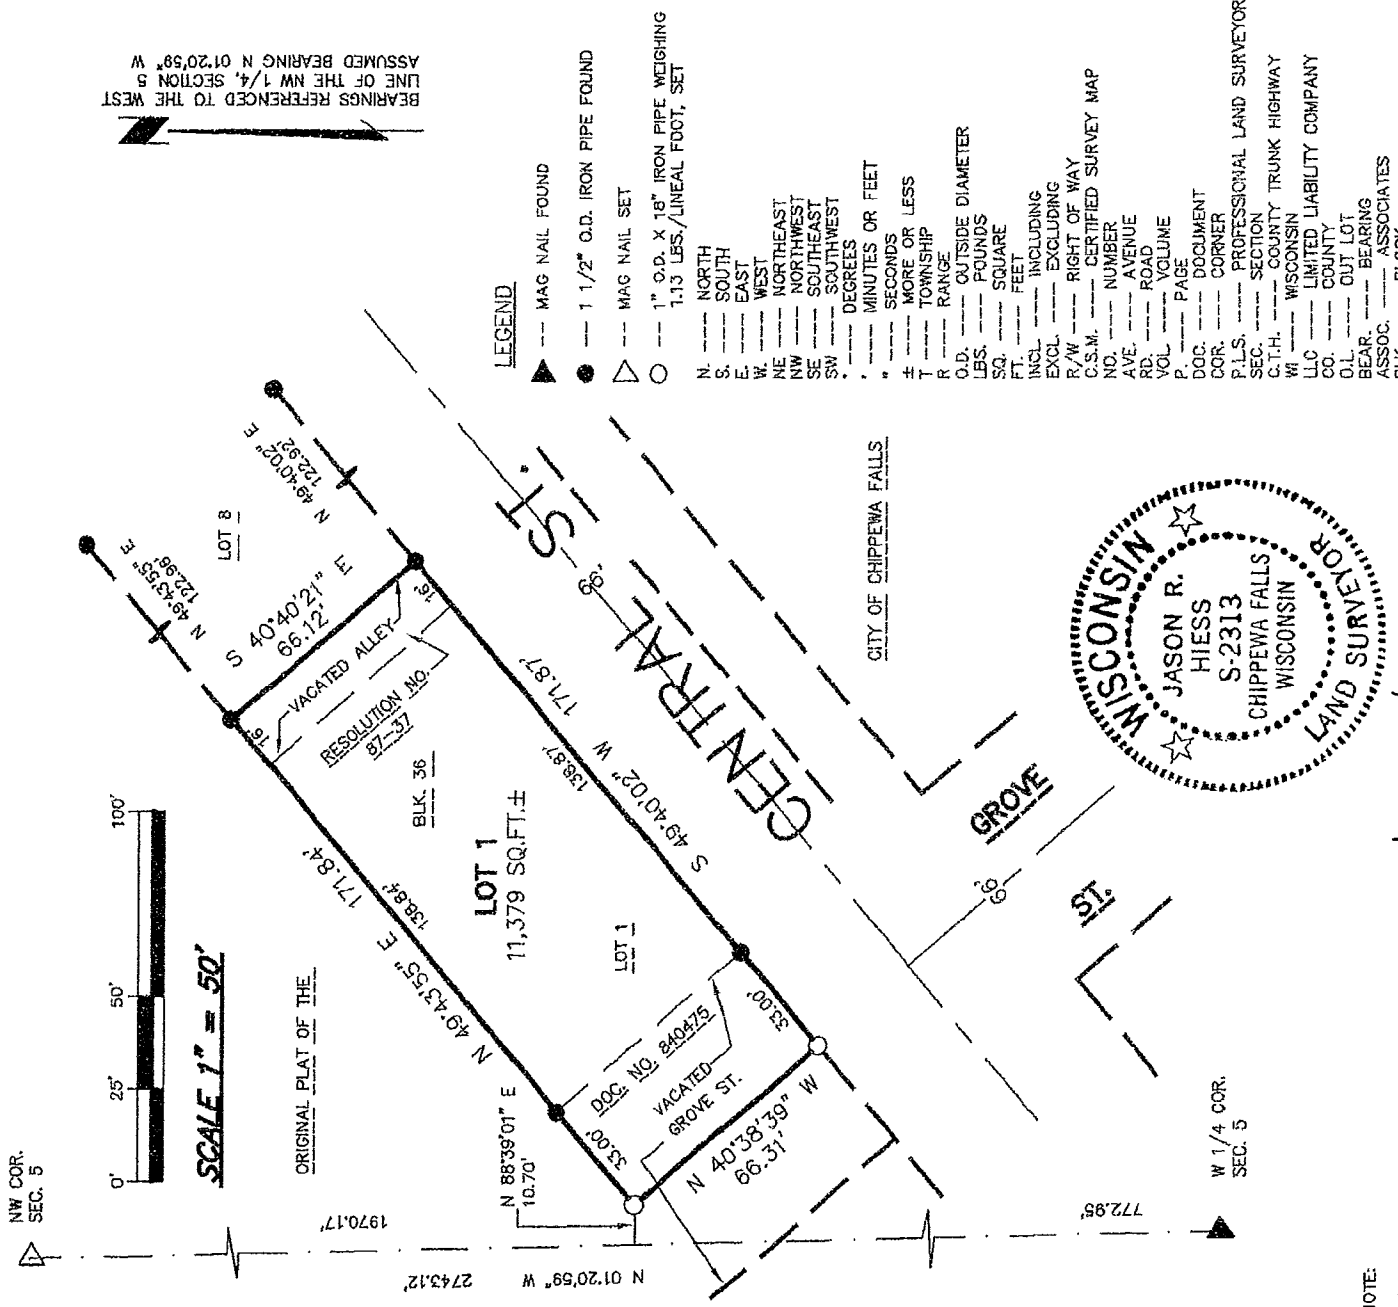 NW COR.
SEC. 5
0'
25'
50'
100'
SCALE 1" = 50'
BEARINGS REFERENCED TO THE WEST
LINE OF THE NW 1/4, SECTION 5
ASSUMED BEARING N 01°20'59" W
ORIGINAL PLAT OF THE
1970.17'
2743.12'
N 01°20'59" W
772.95'
W 1/4 COR.
SEC. 5
N 88°39'01" E
10.70'
N 49°43'55" E
171.84'
138.84'
33.00'
16'
N 49°43'55" E
122.96'
LOT 8
N 49°40'02" E
122.92'
S 40°40'21" E
66.12'
VACATED ALLEY
RESOLUTION NO.
87-37
16'
BLK. 36
LOT 1
11,379 SQ.FT.±
LOT 1
171.87'
138.87'
S 49°40'02" W
33.00'
DOC. NO. 840475
VACATED
GROVE ST.
N 40°38'39" W
66.31'
CENTRAL ST.
66'
GROVE
ST.
66'
CITY OF CHIPPEWA FALLS
LEGEND
▲ --- MAG NAIL FOUND
● --- 1 1/2" O.D. IRON PIPE FOUND
△ --- MAG NAIL SET
○ --- 1" O.D. X 18" IRON PIPE WEIGHING
1.13 LBS./LINEAL FOOT, SET
N. ---- NORTH
S. ---- SOUTH
E. ---- EAST
W. ---- WEST
NE ---- NORTHEAST
NW ---- NORTHWEST
SE ---- SOUTHEAST
SW ---- SOUTHWEST
° ---- DEGREES
' ---- MINUTES OR FEET
" ---- SECONDS
± ---- MORE OR LESS
T ---- TOWNSHIP
R ---- RANGE
O.D. ---- OUTSIDE DIAMETER
LBS. ---- POUNDS
SQ. ---- SQUARE
FT. ---- FEET
INCL. ---- INCLUDING
EXCL. ---- EXCLUDING
R/W ---- RIGHT OF WAY
C.S.M. ---- CERTIFIED SURVEY MAP
NO. ---- NUMBER
AVE. ---- AVENUE
RD. ---- ROAD
VOL. ---- VOLUME
P. ---- PAGE
DOC. ---- DOCUMENT
COR. ---- CORNER
P.L.S. ---- PROFESSIONAL LAND SURVEYOR
SEC. ---- SECTION
C.T.H. ---- COUNTY TRUNK HIGHWAY
WI ---- WISCONSIN
LLC ---- LIMITED LIABILITY COMPANY
CO. ---- COUNTY
O.L. ---- OUT LOT
BEAR. ---- BEARING
ASSOC. ---- ASSOCIATES
WISCONSIN
JASON R.
HIESS
S-2313
CHIPPEWA FALLS
WISCONSIN
LAND SURVEYOR